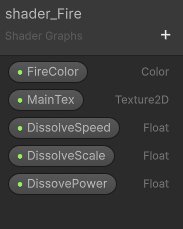 shader_Fire
Shader Graphs
+
FireColor Color
MainTex Texture2D
DissolveSpeed Float
DissolveScale Float
DissovePower Float